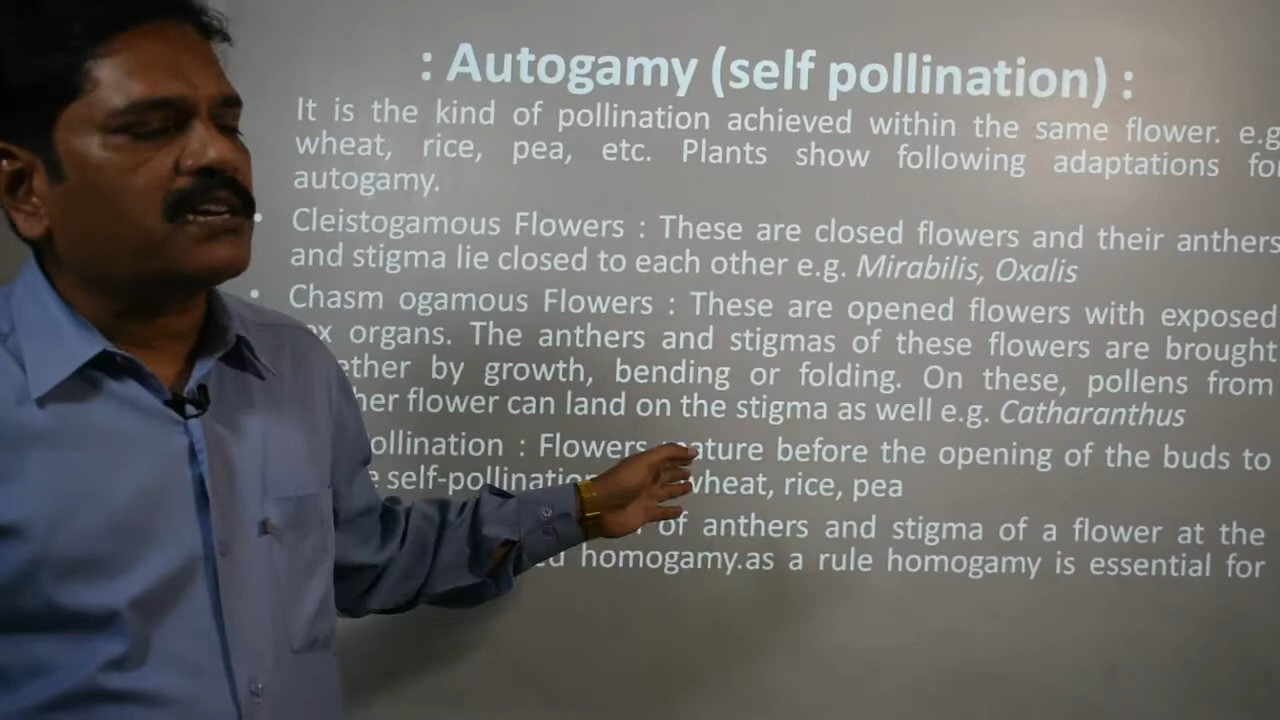 : Autogamy (self pollination) :
It is the kind of pollination achieved within the same flower. e.g
wheat, rice, pea, etc. Plants show following adaptations for
autogamy.
• Cleistogamous Flowers : These are closed flowers and their anthers
and stigma lie closed to each other e.g. Mirabilis, Oxalis
• Chasm ogamous Flowers : These are opened flowers with exposed
organs. The anthers and stigmas of these flowers are brought
by growth, bending or folding. On these, pollens from
flower can land on the stigma as well e.g. Catharanthus
: Flowers before the opening of the buds to
wheat, rice, pea
of anthers and stigma of a flower at the
homogamy.as a rule homogamy is essential for